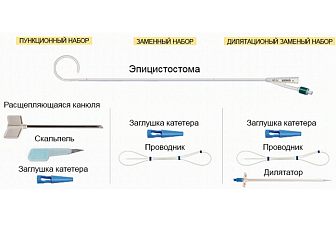 ПУНКЦИОННЫЙ НАБОР
ЗАМЕННЫЙ НАБОР
ДИЛЯТАЦИОННЫЙ ЗАМЕНЫЙ НАБОР
Эпицистостома
Расщепляющаяся канюля
Скальпель
Заглушка катетера
Заглушка катетера
Проводник
Заглушка катетера
Проводник
Дилятатор